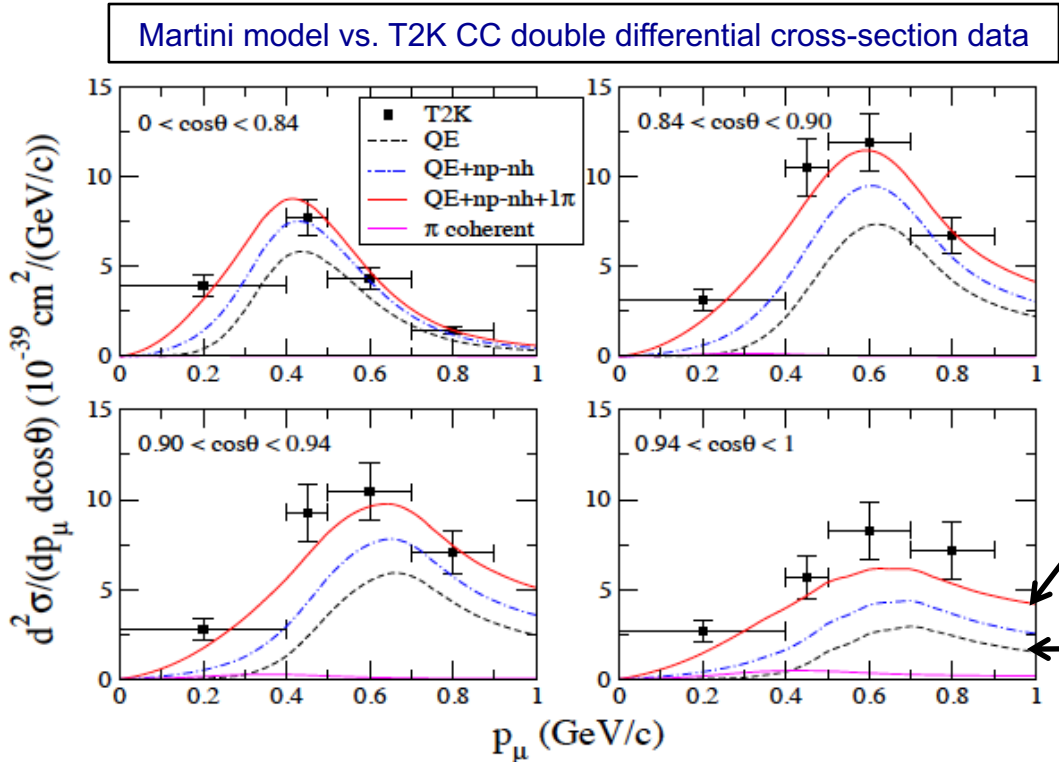 Martini model vs. T2K CC double differential cross-section data
15
10
5
0
0 < cosθ < 0.84
T2K
QE
QE+np-nh
QE+np-nh+1π
π coherent
0 0.2 0.4 0.6 0.8 1
15
10
5
0
0.84 < cosθ < 0.90
0 0.2 0.4 0.6 0.8 1
15
10
5
0
0.90 < cosθ < 0.94
0 0.2 0.4 0.6 0.8 1
15
10
5
0
0.94 < cosθ < 1
0 0.2 0.4 0.6 0.8 1
d²σ/(dp_μ dcosθ) (10⁻³⁹ cm²/(GeV/c))
p_μ (GeV/c)